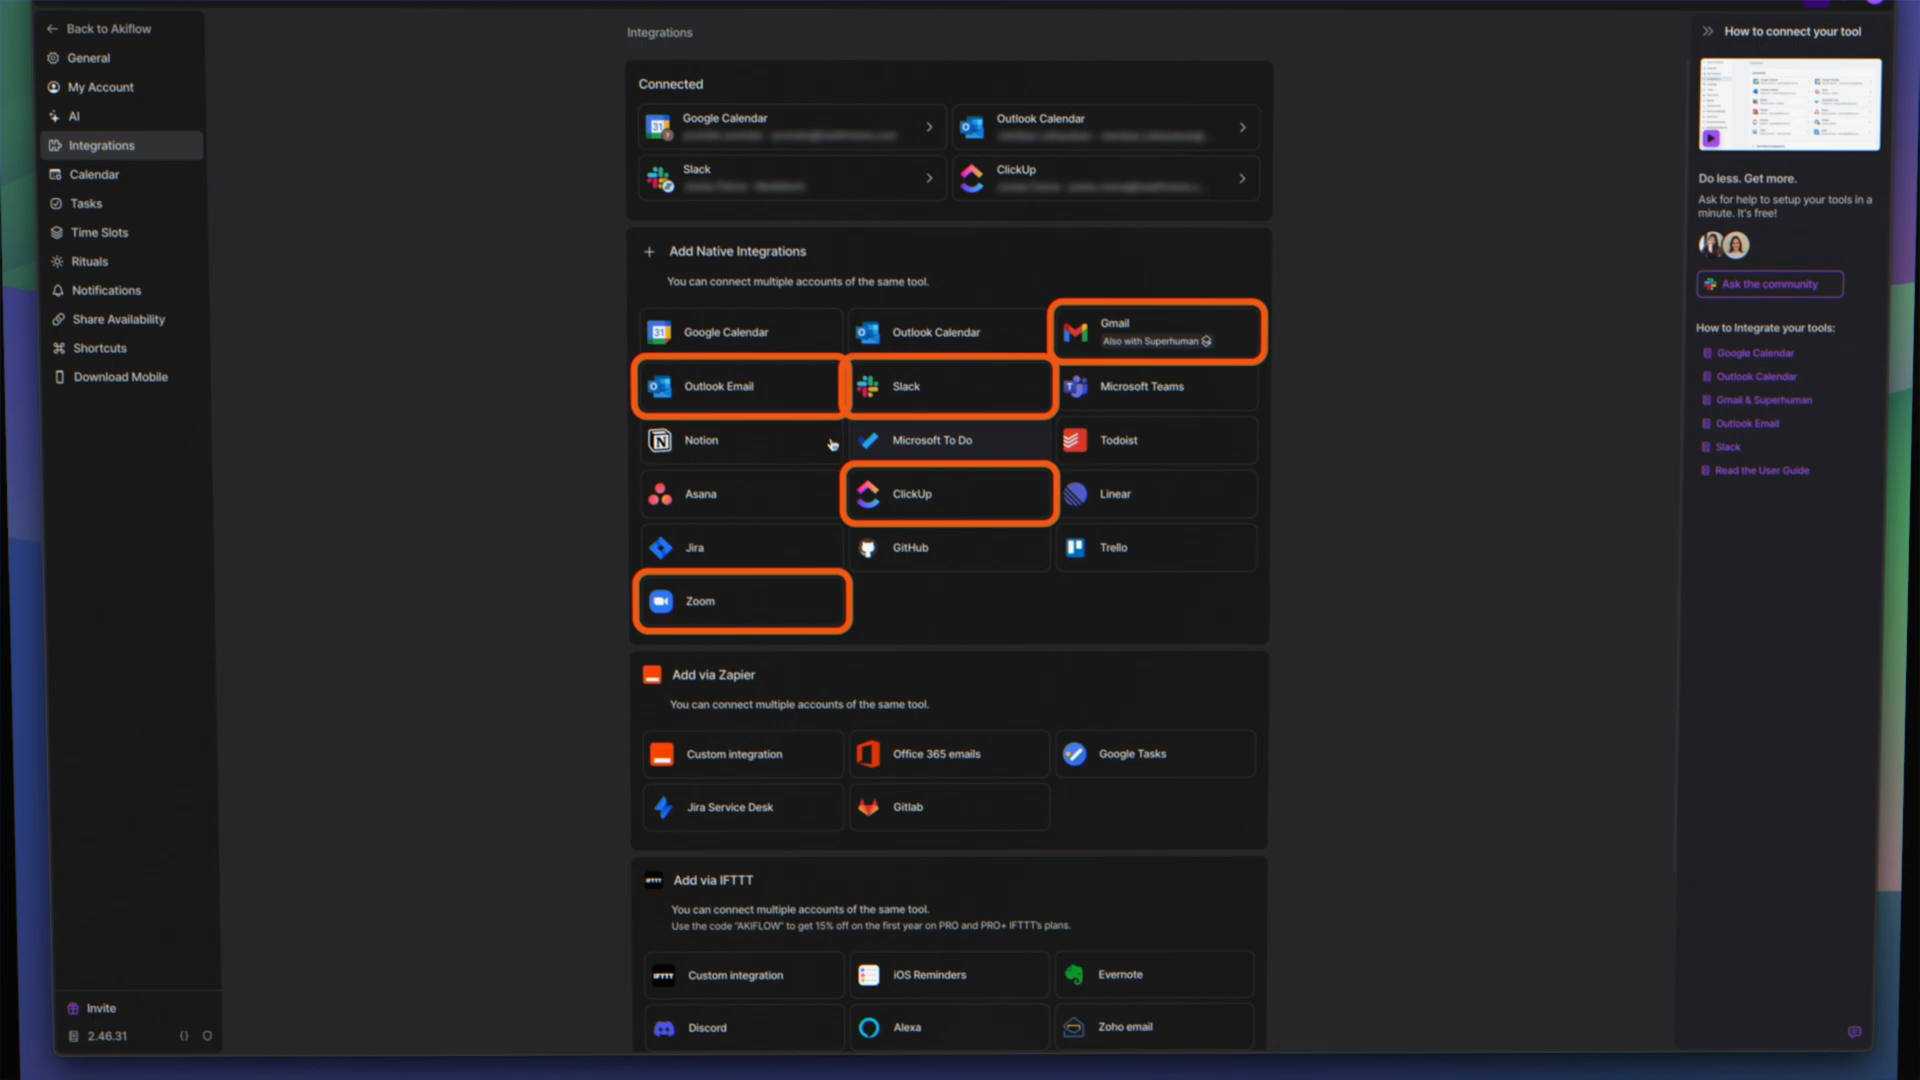 Back to Akiflow
General
My Account
AI
Integrations
Calendar
Tasks
Time Slots
Rituals
Notifications
Share Availability
Shortcuts
Download Mobile
Invite
2.46.31
Integrations
Connected
Google Calendar
Outlook Calendar
Slack
ClickUp
Add Native Integrations
You can connect multiple accounts of the same tool.
Google Calendar
Outlook Calendar
Gmail
Also with Superhuman
Outlook Email
Slack
Microsoft Teams
Notion
Microsoft To Do
Todoist
Asana
ClickUp
Linear
Jira
GitHub
Trello
Zoom
Add via Zapier
You can connect multiple accounts of the same tool.
Custom integration
Office 365 emails
Google Tasks
Jira Service Desk
Gitlab
Add via IFTTT
You can connect multiple accounts of the same tool.
Use the code "AKIFLOW" to get 15% off on the first year on PRO and PRO+ IFTTT's plans.
Custom integration
iOS Reminders
Evernote
Discord
Alexa
Zoho email
How to connect your tool
Do less. Get more.
Ask for help to setup your tools in a
minute. It's free!
Ask the community
How to Integrate your tools:
Google Calendar
Outlook Calendar
Gmail & Superhuman
Outlook Email
Slack
Read the User Guide